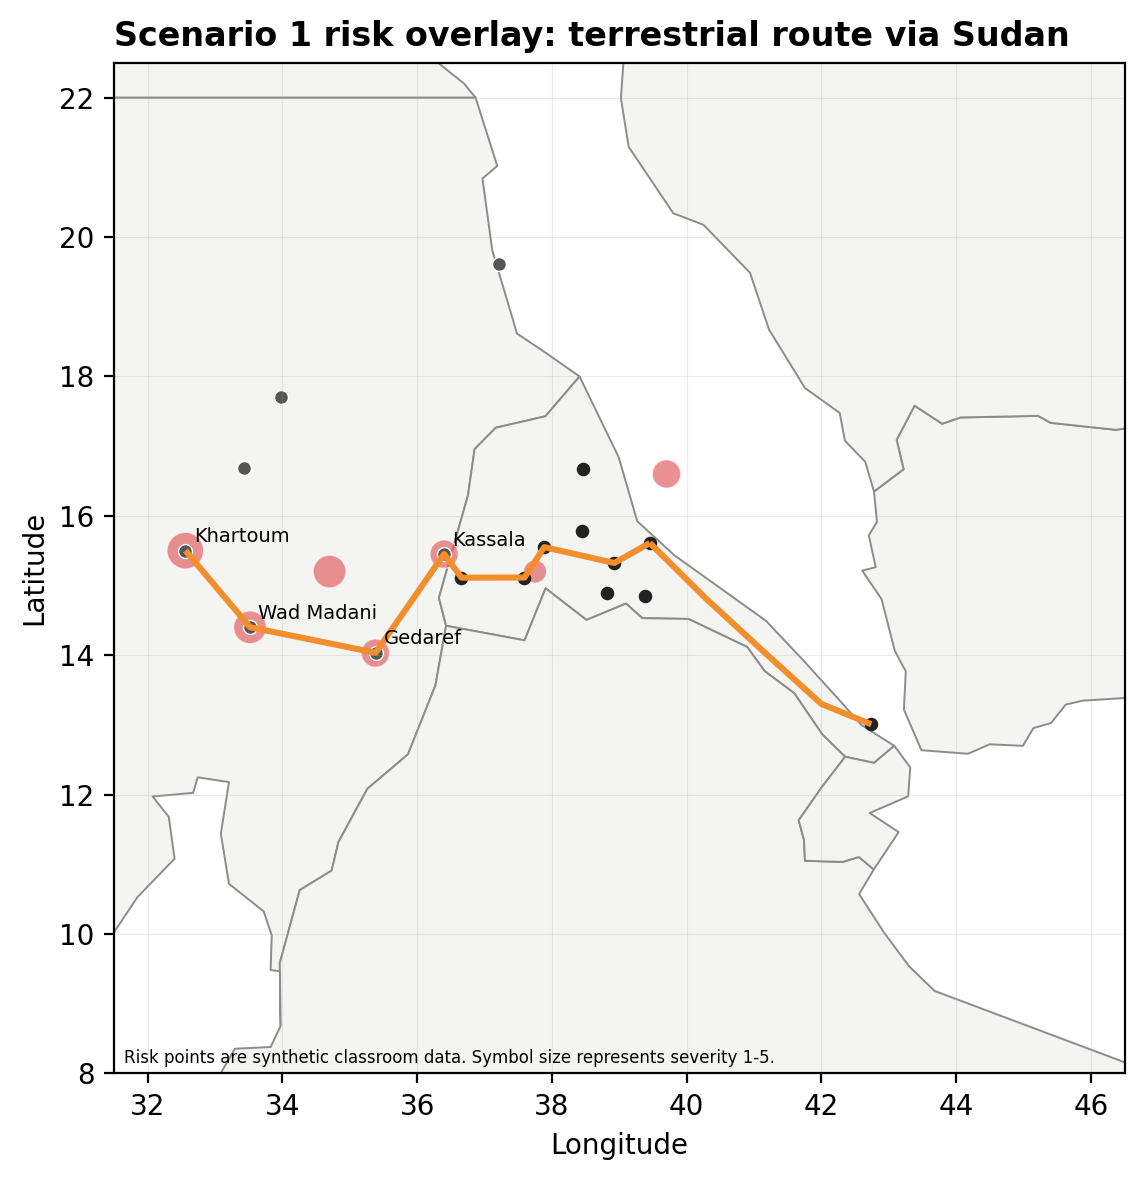 Scenario 1 risk overlay: terrestrial route via Sudan
22
20
18
16
14
12
10
8
Latitude
Khartoum
Kassala
Wad Madani
Gedaref
Risk points are synthetic classroom data. Symbol size represents severity 1-5.
32
34
36
38
40
42
44
46
Longitude